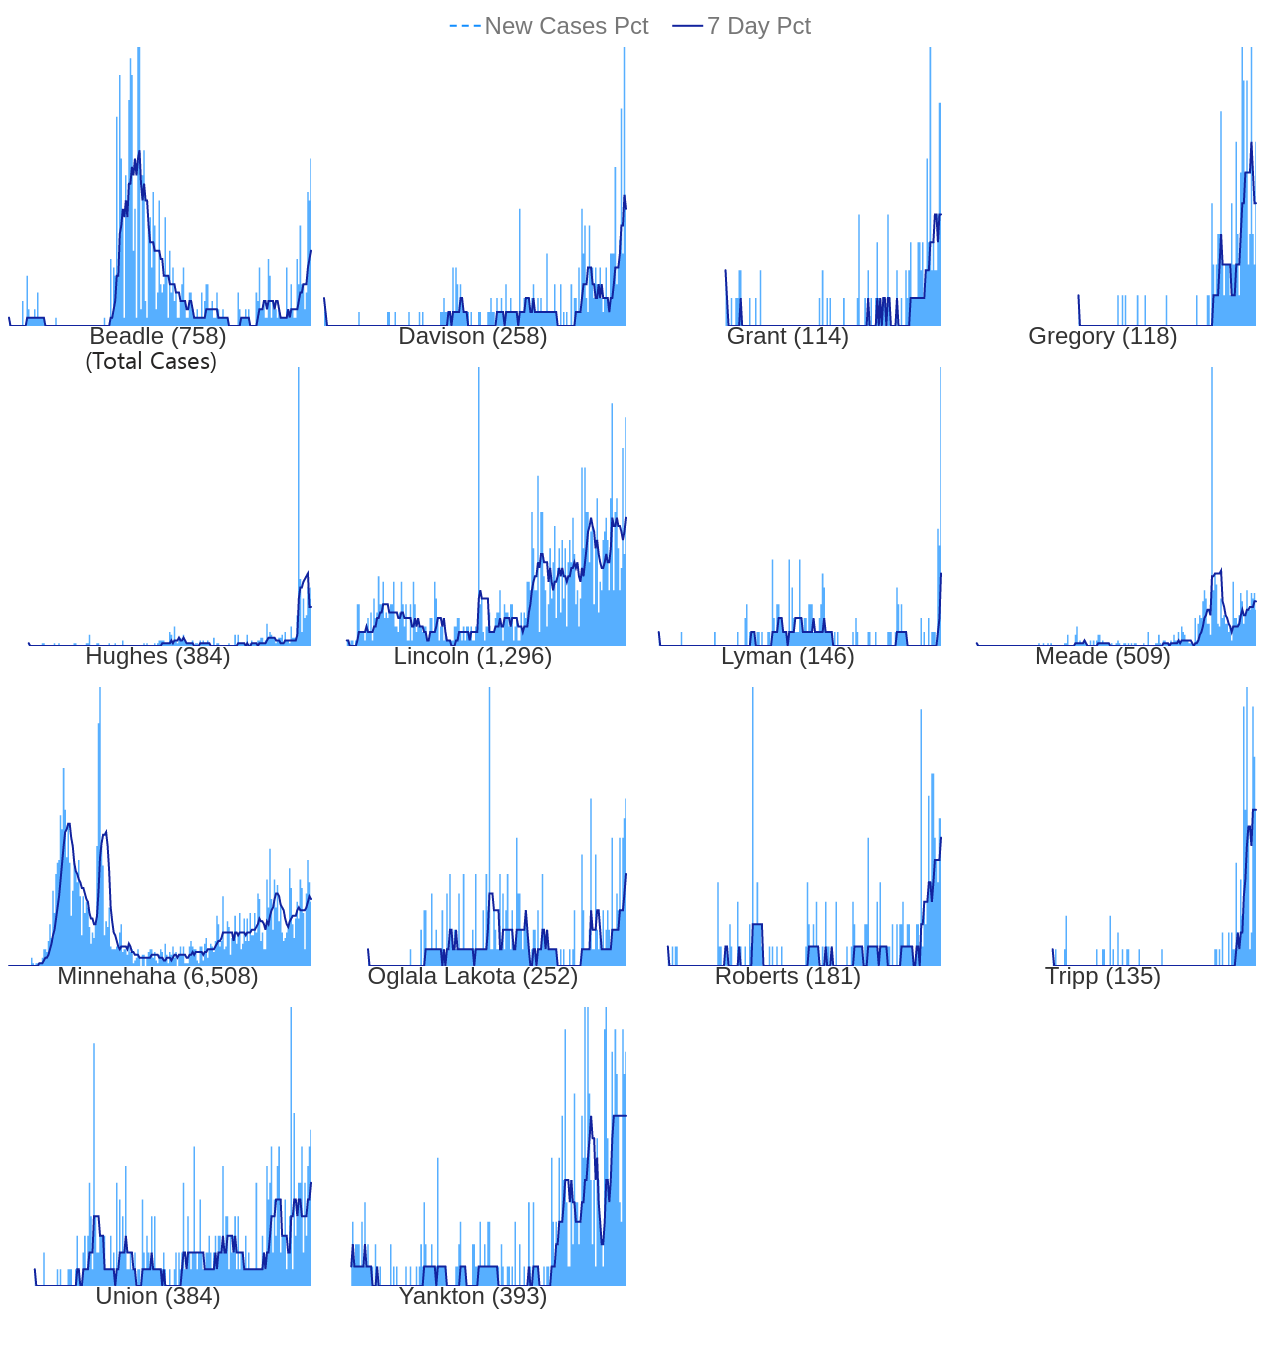 New Cases Pct 7 Day Pct
Beadle (758) Davison (258) Grant (114) Gregory (118)
(Total Cases)
Hughes (384) Lincoln (1,296) Lyman (146) Meade (509)
Minnehaha (6,508) Oglala Lakota (252) Roberts (181) Tripp (135)
Union (384) Yankton (393)